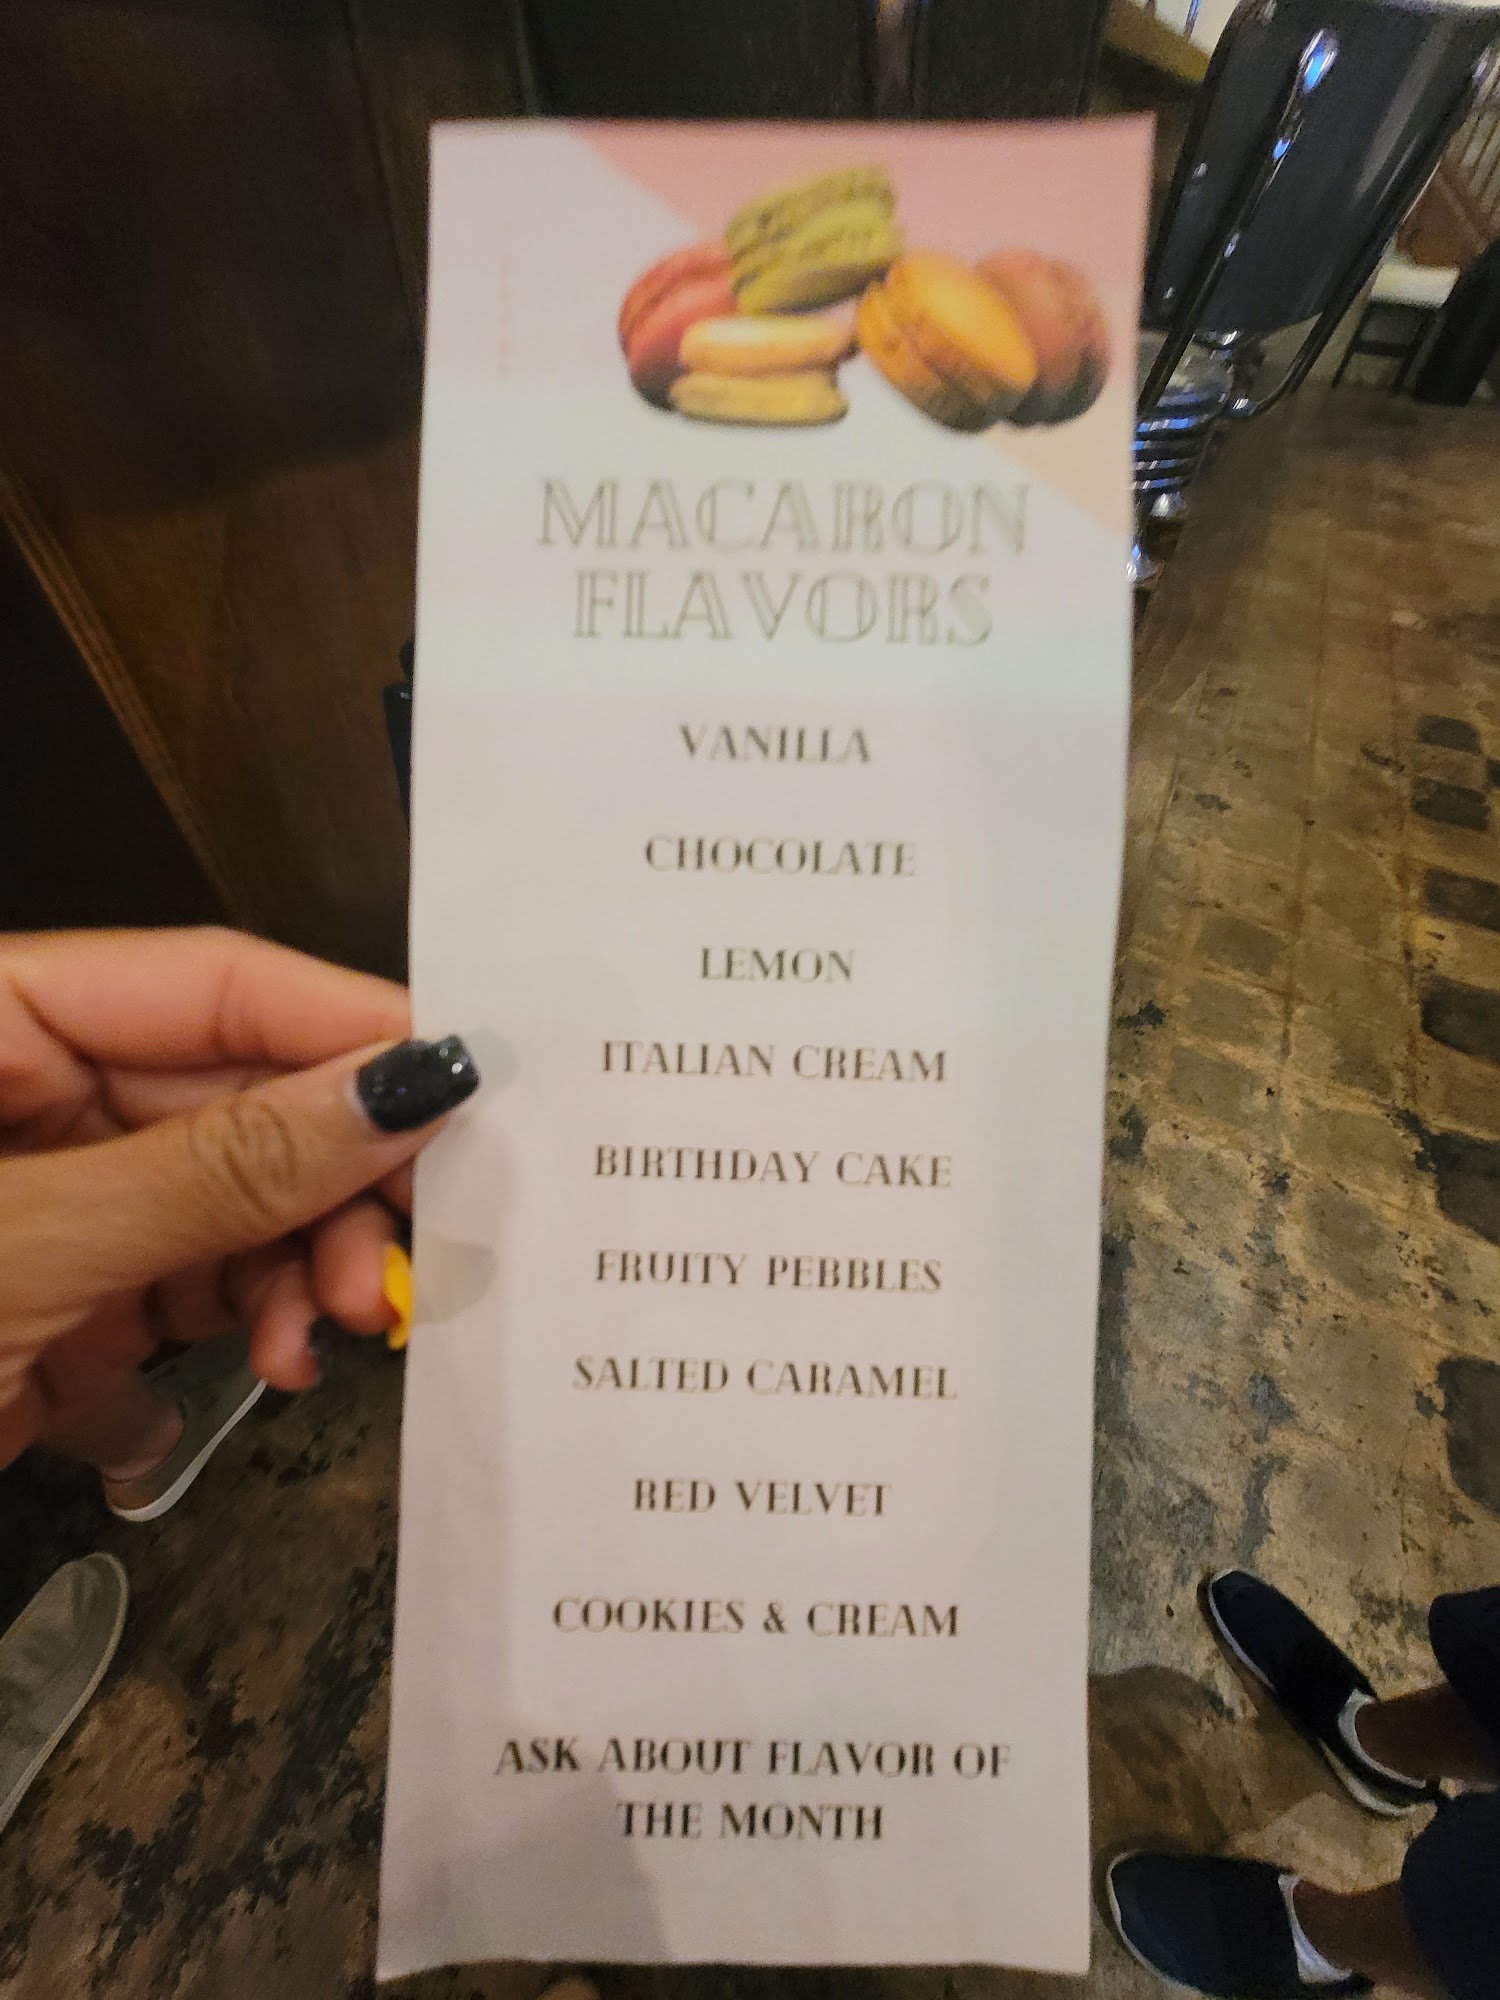 MACARON
FLAVORS
VANILLA
CHOCOLATE
LEMON
ITALIAN CREAM
BIRTHDAY CAKE
FRUITY PEBBLES
SALTED CARAMEL
RED VELVET
COOKIES & CREAM
ASK ABOUT FLAVOR OF
THE MONTH